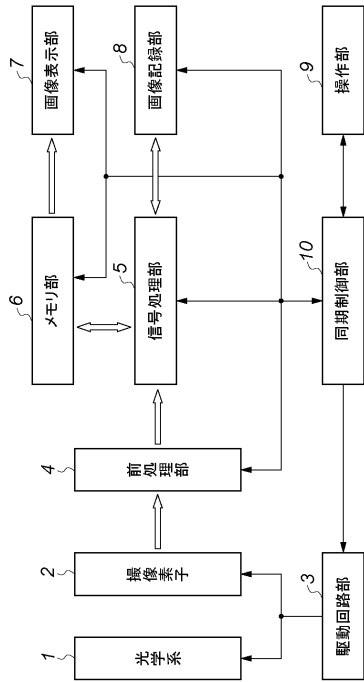 1
光学系
2
撮像素子
3
駆動回路部
4
前処理部
5
信号処理部
6
メモリ部
7
画像表示部
8
画像記録部
9
操作部
10
同期制御部